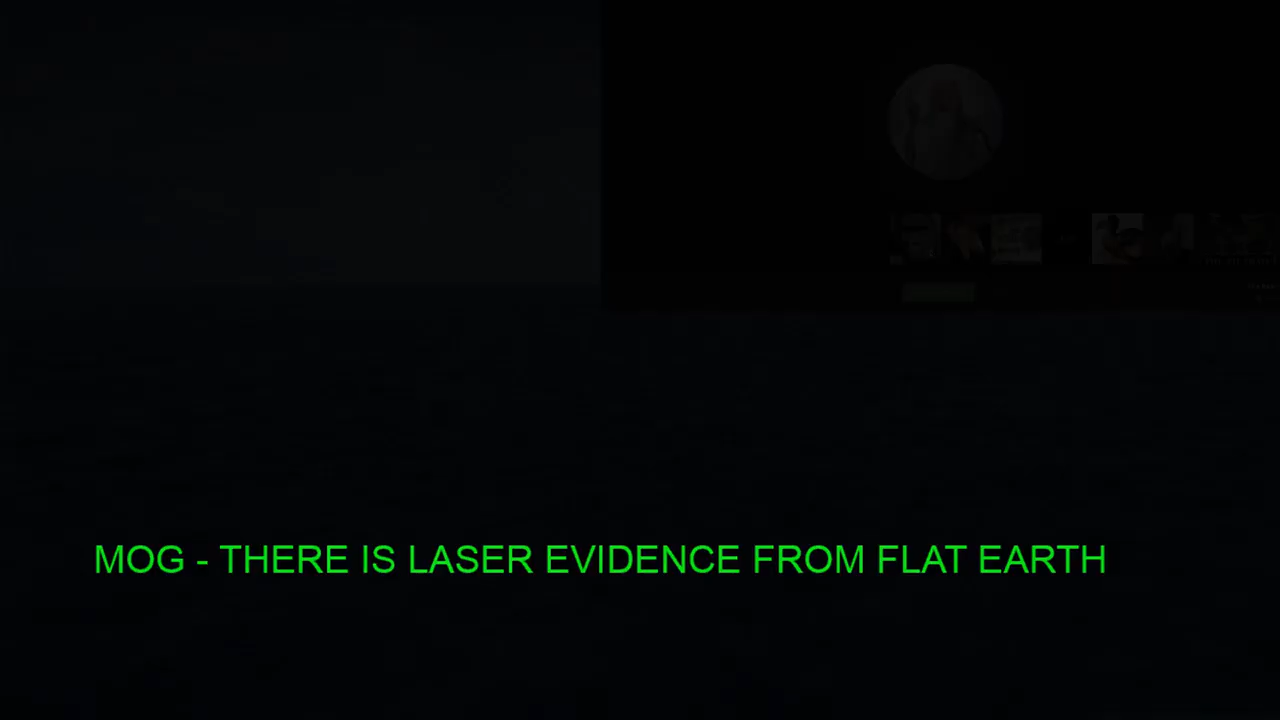 MOG - THERE IS LASER EVIDENCE FROM FLAT EARTH